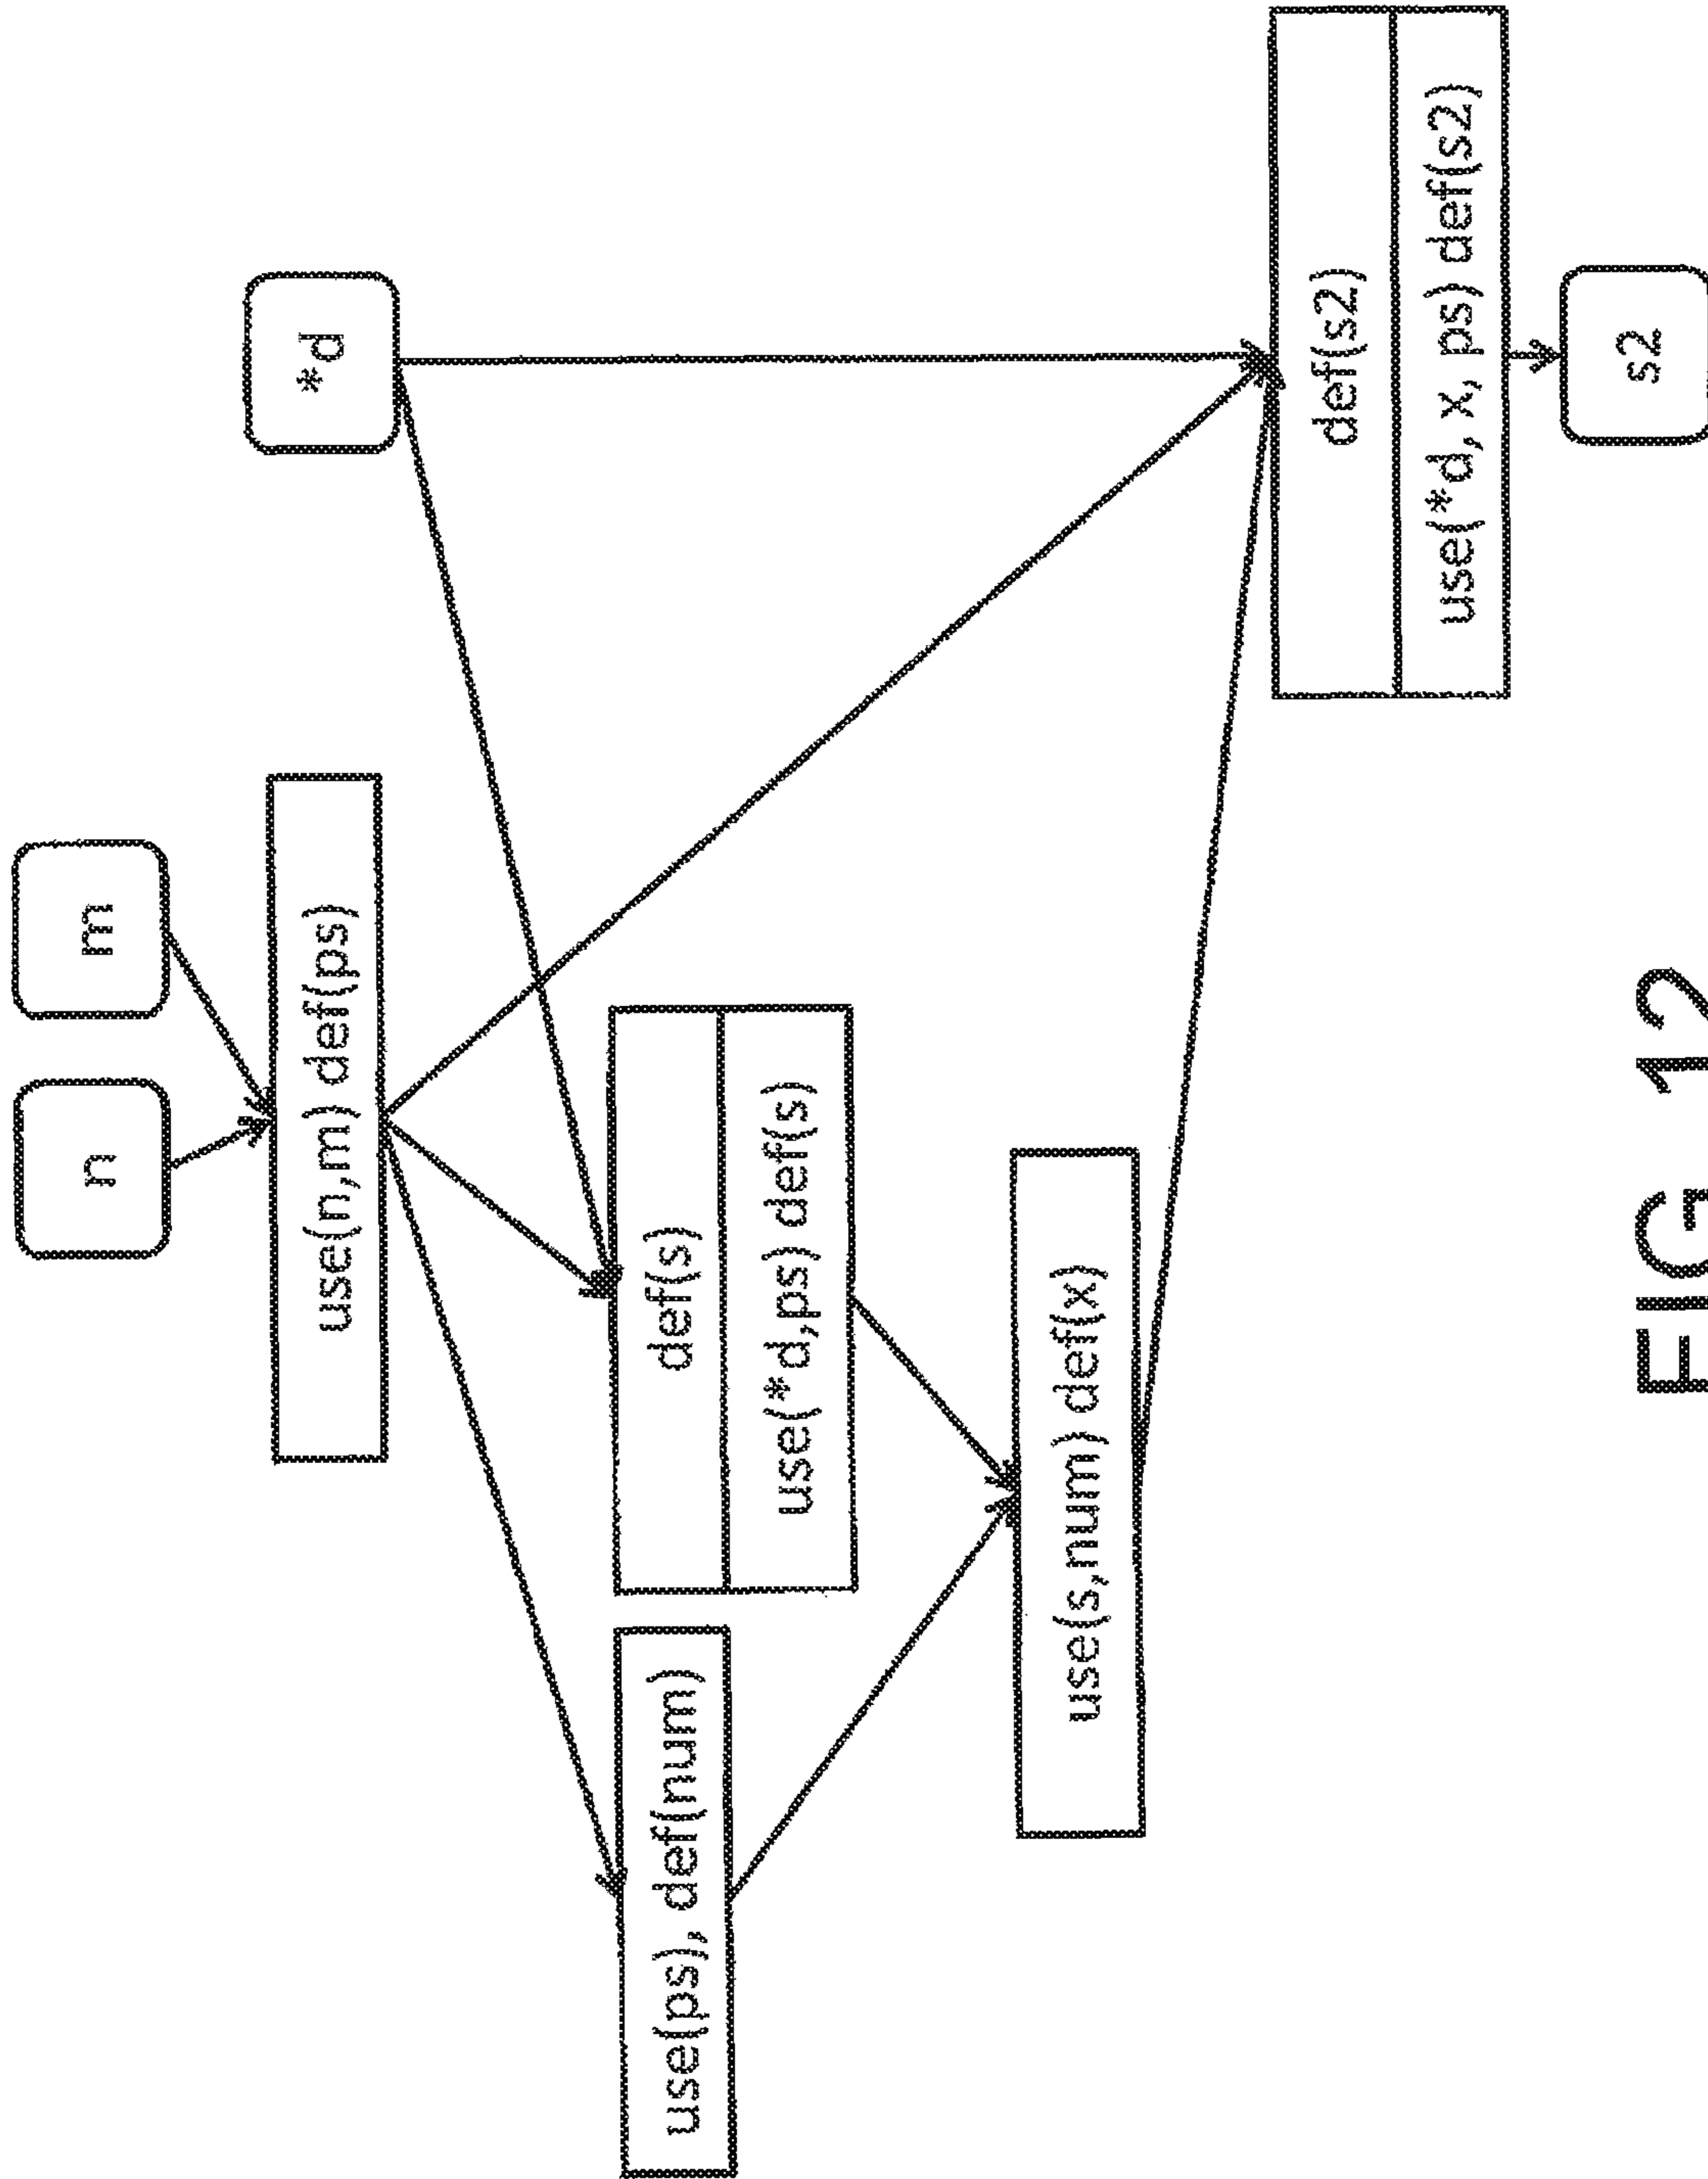 n
m
use(n,m) def(ps)
*d
use(ps), def(num)
def(s)
use(*d,ps) def(s)
use(s,num) def(x)
def(s2)
use(*d, x, ps) def(s2)
s2
FIG 12